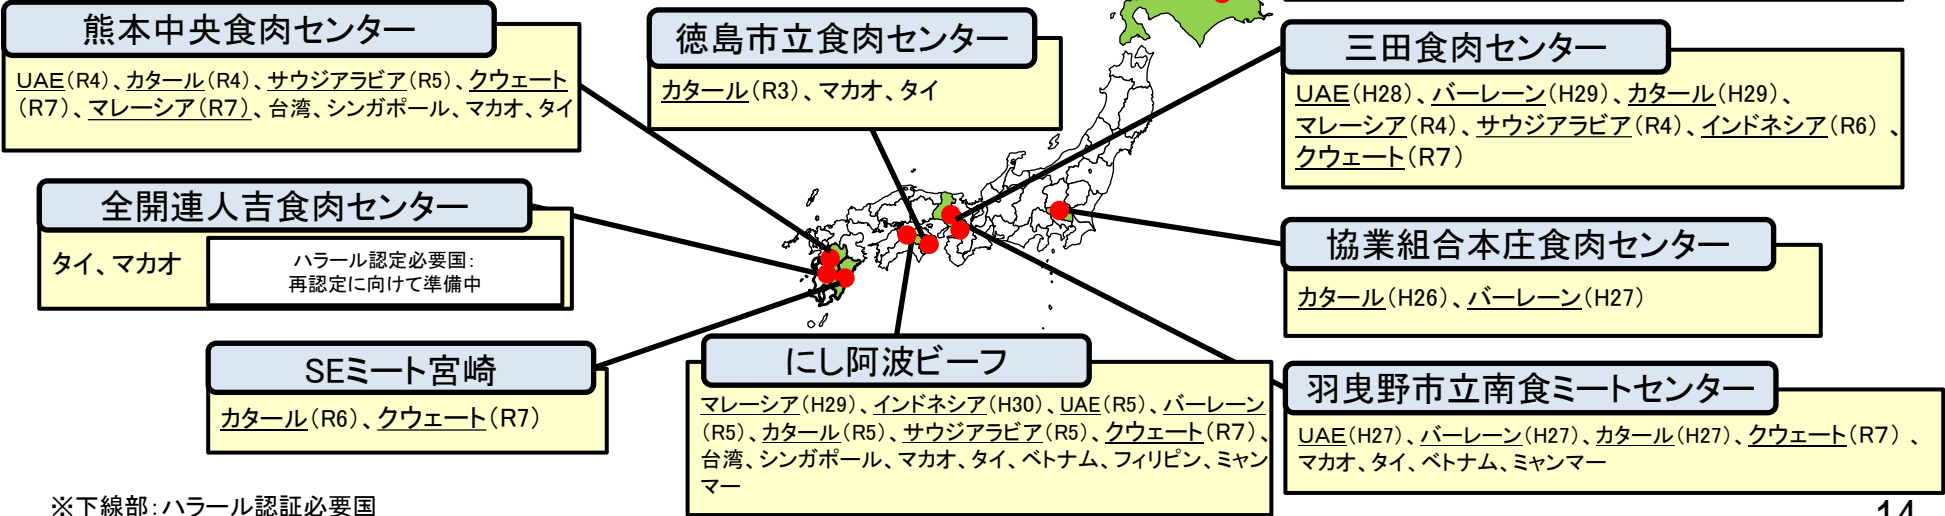 熊本中央食肉センター
UAE(R4)、カタール(R4)、サウジアラビア(R5)、クウェート
(R7)、マレーシア(R7)、台湾、シンガポール、マカオ、タイ
徳島市立食肉センター
カタール(R3)、マカオ、タイ
三田食肉センター
UAE(H28)、バーレーン(H29)、カタール(H29)、
マレーシア(R4)、サウジアラビア(R4)、インドネシア(R6) 、
クウェート(R7)
全開連人吉食肉センター
タイ、マカオ
ハラール認定必要国:
再認定に向けて準備中
協業組合本庄食肉センター
カタール(H26)、バーレーン(H27)
SEミート宮崎
カタール(R6)、クウェート(R7)
にし阿波ビーフ
マレーシア(H29)、インドネシア(H30)、UAE(R5)、バーレーン
(R5)、カタール(R5)、サウジアラビア(R5)、クウェート(R7)、
台湾、シンガポール、マカオ、タイ、ベトナム、フィリピン、ミャン
マー
羽曳野市立南食ミートセンター
UAE(H27)、バーレーン(H27)、カタール(H27)、クウェート(R7) 、
マカオ、タイ、ベトナム、ミャンマー
※下線部:ハラール認証必要国
14